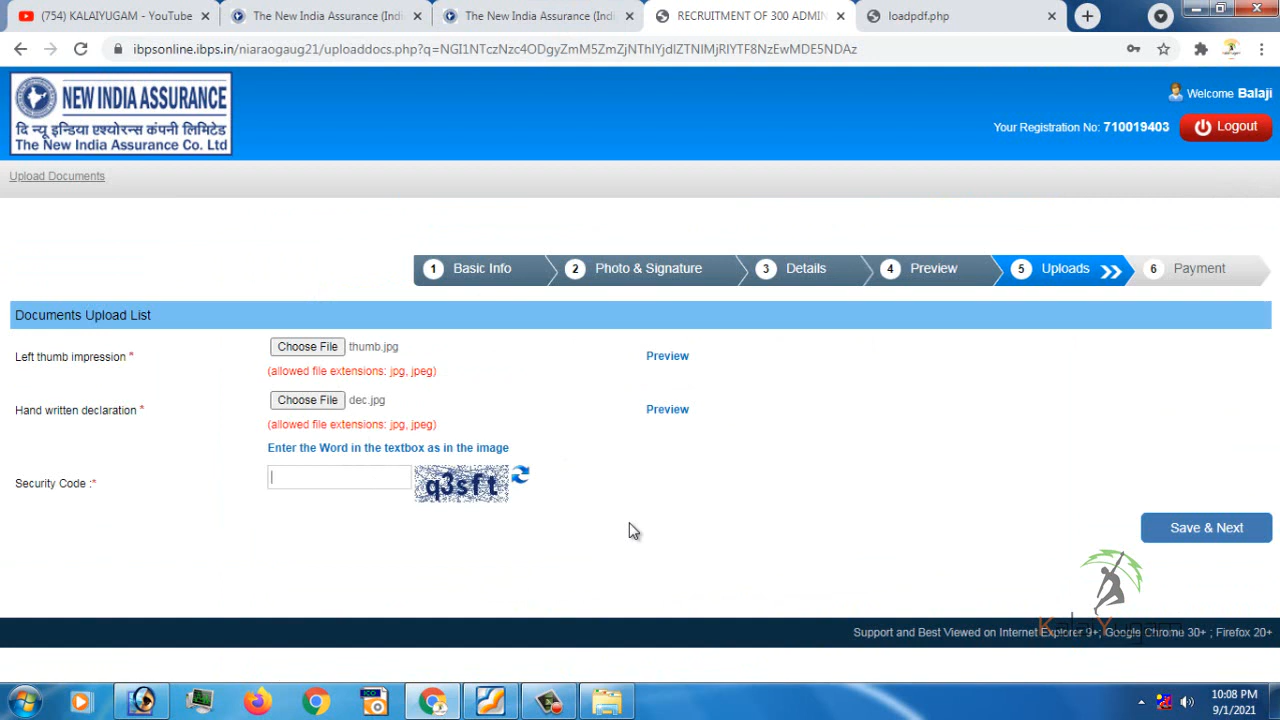 (754) KALAIYUGAM - YouTube
The New India Assurance (Indi
The New India Assurance (Indi
RECRUITMENT OF 300 ADMIN
loadpdf.php
ibpsonline.ibps.in/niaraogaug21/uploaddocs.php?q=NGI1NTczNzc4ODgyZmM5ZmZjNThlYjdlZTNlMjRlYTF8NzEwMDE5NDAz
NEW INDIA ASSURANCE
दि न्यू इन्डिया एश्योरन्स कंपनी लिमिटेड
The New India Assurance Co. Ltd
Welcome Balaji
Your Registration No: 710019403
Logout
Upload Documents
1 Basic Info
2 Photo & Signature
3 Details
4 Preview
5 Uploads
6 Payment
Documents Upload List
Left thumb impression *
Choose File thumb.jpg
Preview
(allowed file extensions: jpg, jpeg)
Hand written declaration *
Choose File dec.jpg
Preview
(allowed file extensions: jpg, jpeg)
Enter the Word in the textbox as in the image
Security Code :*
q3sft
Save & Next
KalaiYugam
Support and Best Viewed on Internet Explorer 9+; Google Chrome 30+ ; Firefox 20+
10:08 PM
9/1/2021